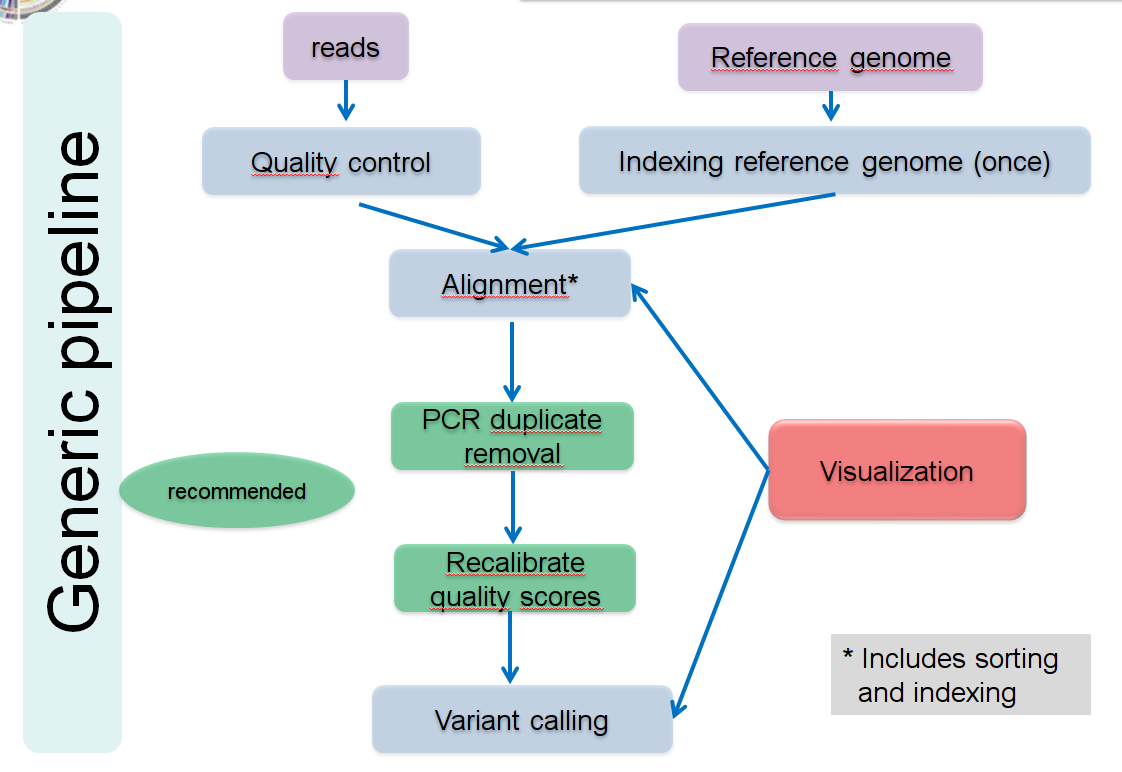 Generic pipeline
reads
Reference genome
Quality control
Indexing reference genome (once)
Alignment*
PCR duplicate
removal
recommended
Visualization
Recalibrate
quality scores
* Includes sorting
and indexing
Variant calling